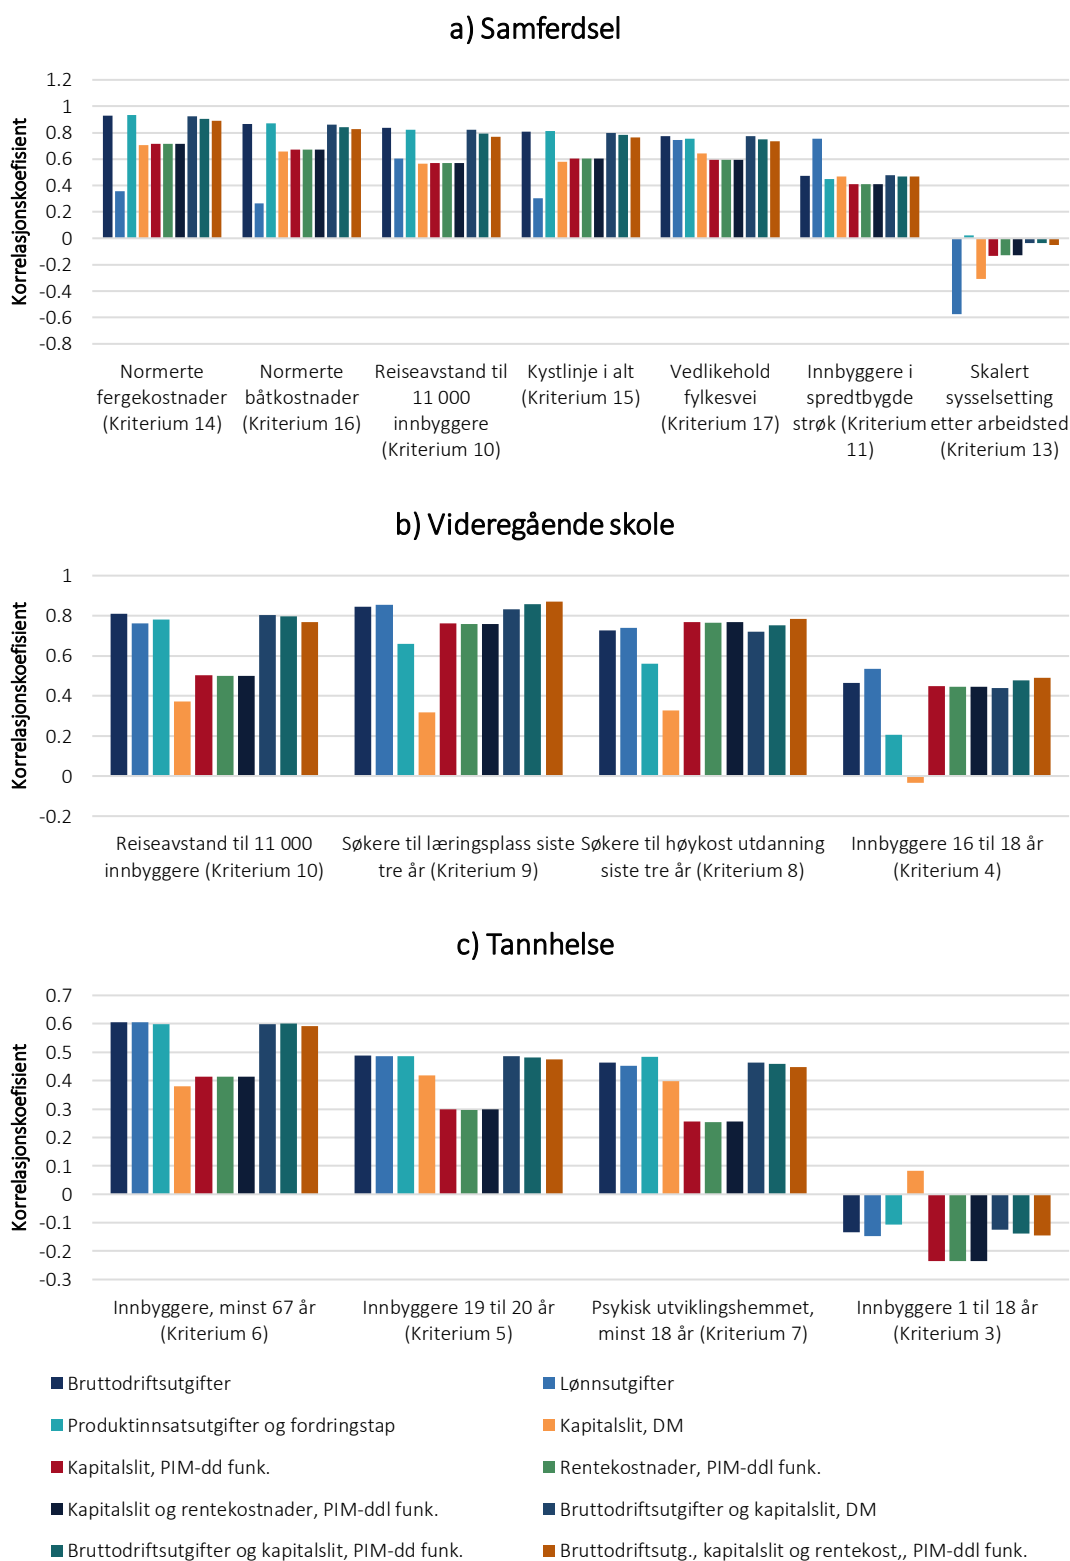 a) Samferdsel
1.2
1
0.8
0.6
0.4
0.2
0
-0.2
-0.4
-0.6
-0.8
Korrelasjonskoefisient
Normerte
fergekostnader
(Kriterium 14)
Normerte
båtkostnader
(Kriterium 16)
Reiseavstand til
11 000
innbyggere
(Kriterium 10)
Kystlinje i alt
(Kriterium 15)
Vedlikehold
fylkesvei
(Kriterium 17)
Innbyggere i
spredtbygde
strøk (Kriterium
11)
Skalert
sysselsetting
etter arbeidsted
(Kriterium 13)
b) Videregående skole
1
0.8
0.6
0.4
0.2
0
-0.2
Korrelasjonskoefisient
Reiseavstand til 11 000
innbyggere (Kriterium 10)
Søkere til læringsplass siste
tre år (Kriterium 9)
Søkere til høykost utdanning
siste tre år (Kriterium 8)
Innbyggere 16 til 18 år
(Kriterium 4)
c) Tannhelse
0.7
0.6
0.5
0.4
0.3
0.2
0.1
0
-0.1
-0.2
-0.3
Korrelasjonskoefisient
Innbyggere, minst 67 år
(Kriterium 6)
Innbyggere 19 til 20 år
(Kriterium 5)
Psykisk utviklingshemmet,
minst 18 år (Kriterium 7)
Innbyggere 1 til 18 år
(Kriterium 3)
Bruttodriftsutgifter
Lønnsutgifter
Produktinnsatsutgifter og fordringstap
Kapitalslit, DM
Kapitalslit, PIM-dd funk.
Rentekostnader, PIM-ddl funk.
Kapitalslit og rentekostnader, PIM-ddl funk.
Bruttodriftsutgifter og kapitalslit, DM
Bruttodriftsutgifter og kapitalslit, PIM-dd funk.
Bruttodriftsutg., kapitalslit og rentekost,, PIM-ddl funk.